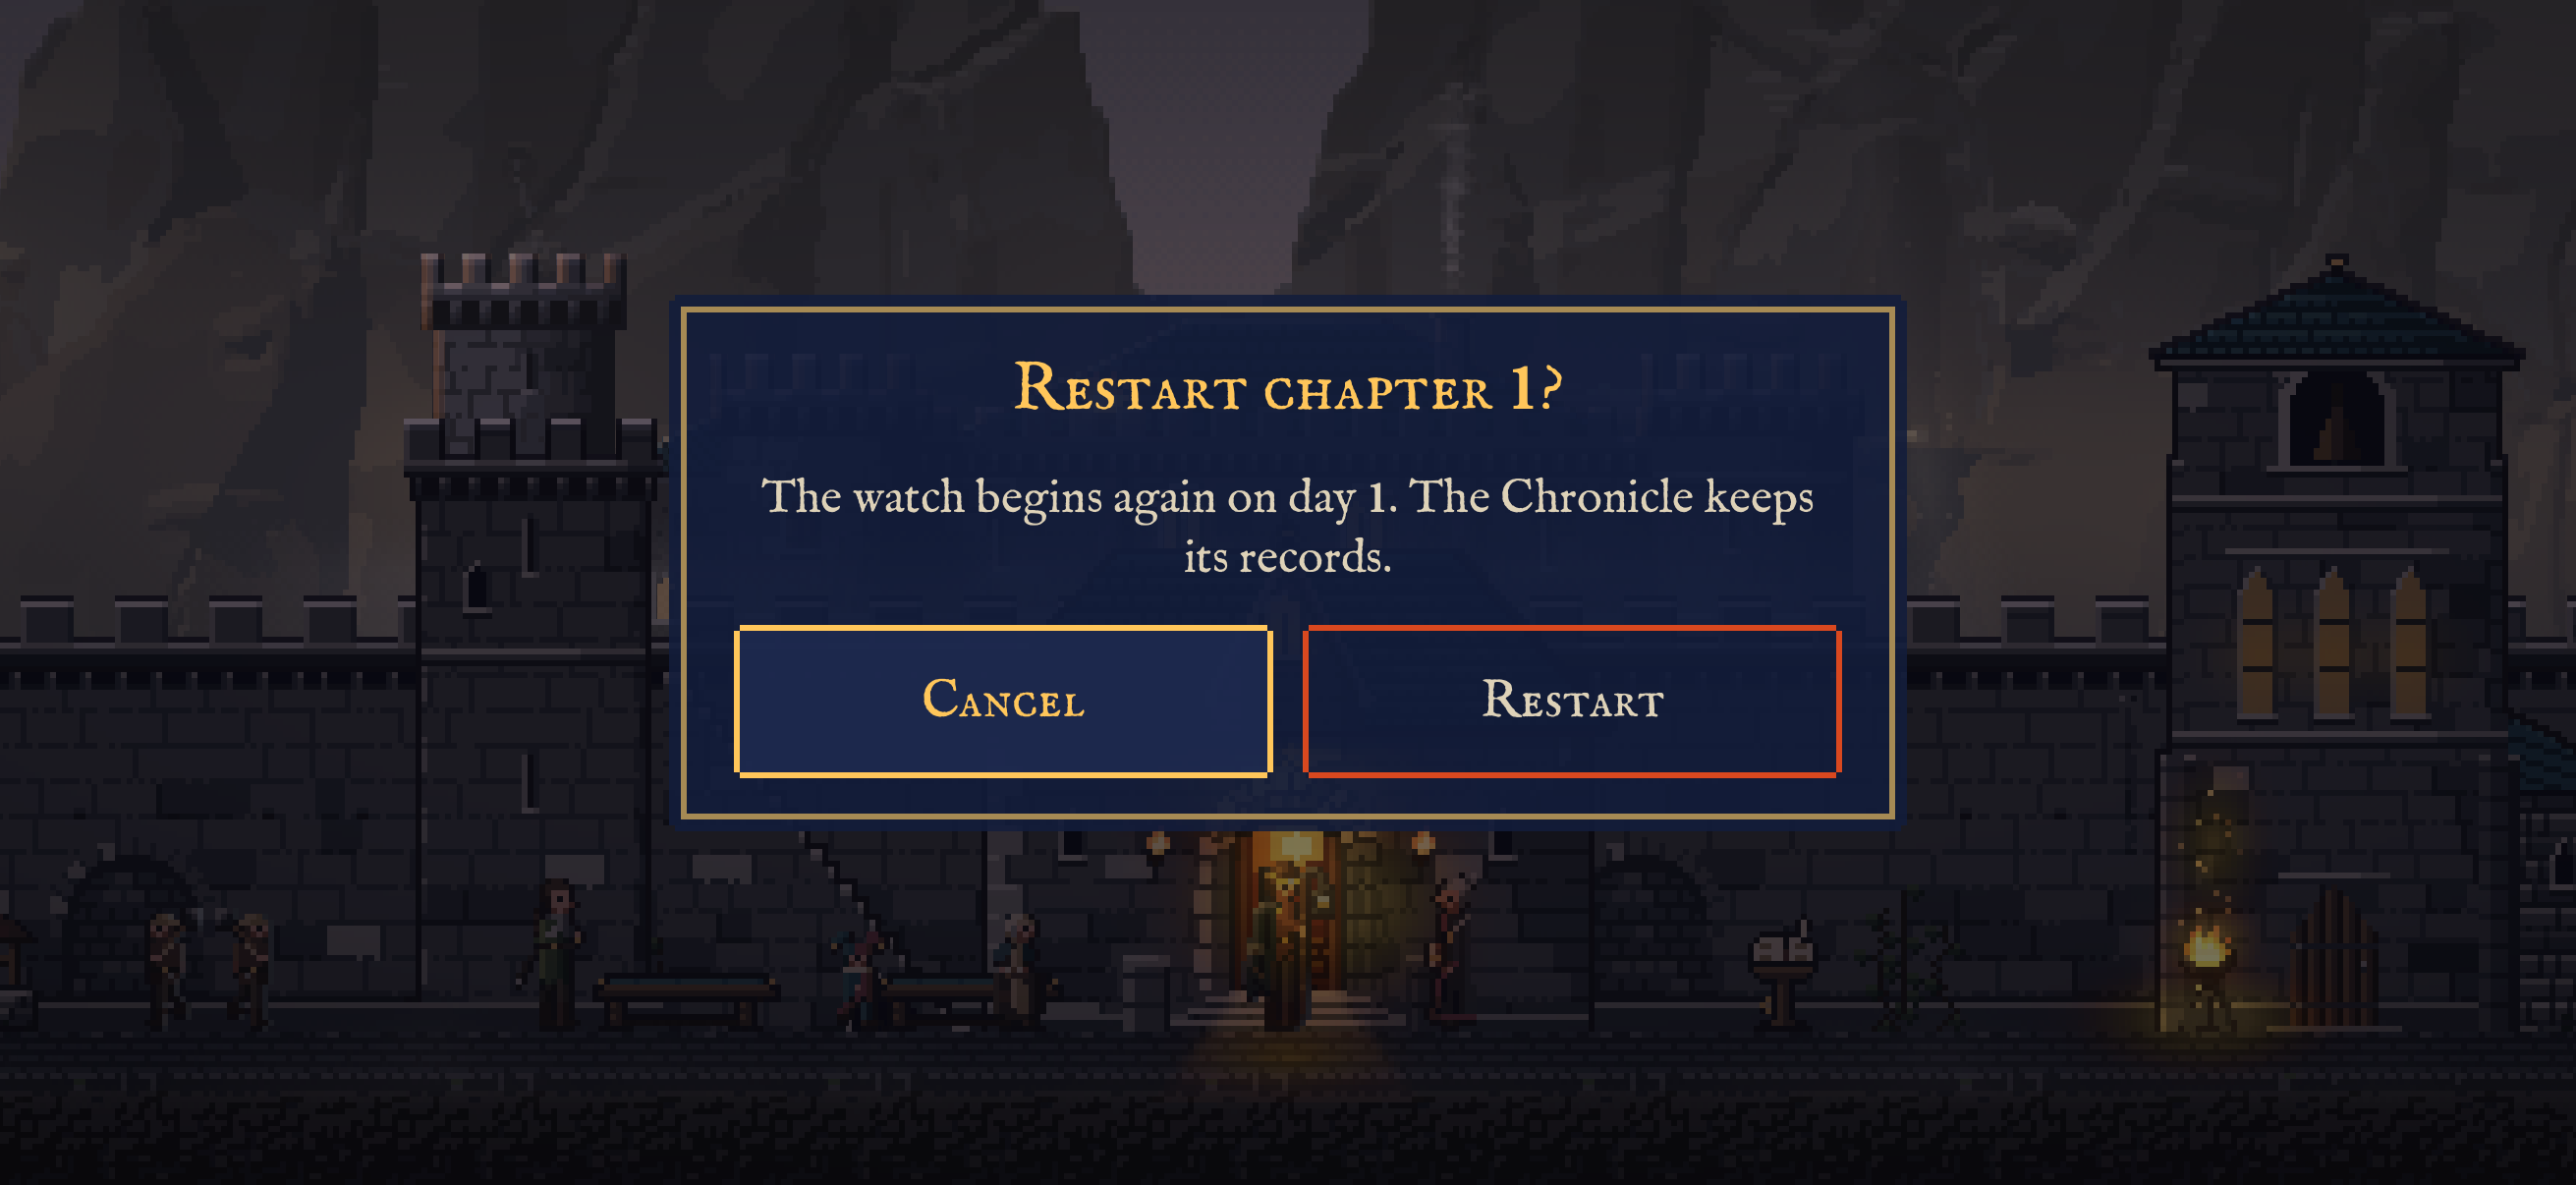 Restart chapter 1?
The watch begins again on day 1. The Chronicle keeps
its records.
Cancel
Restart